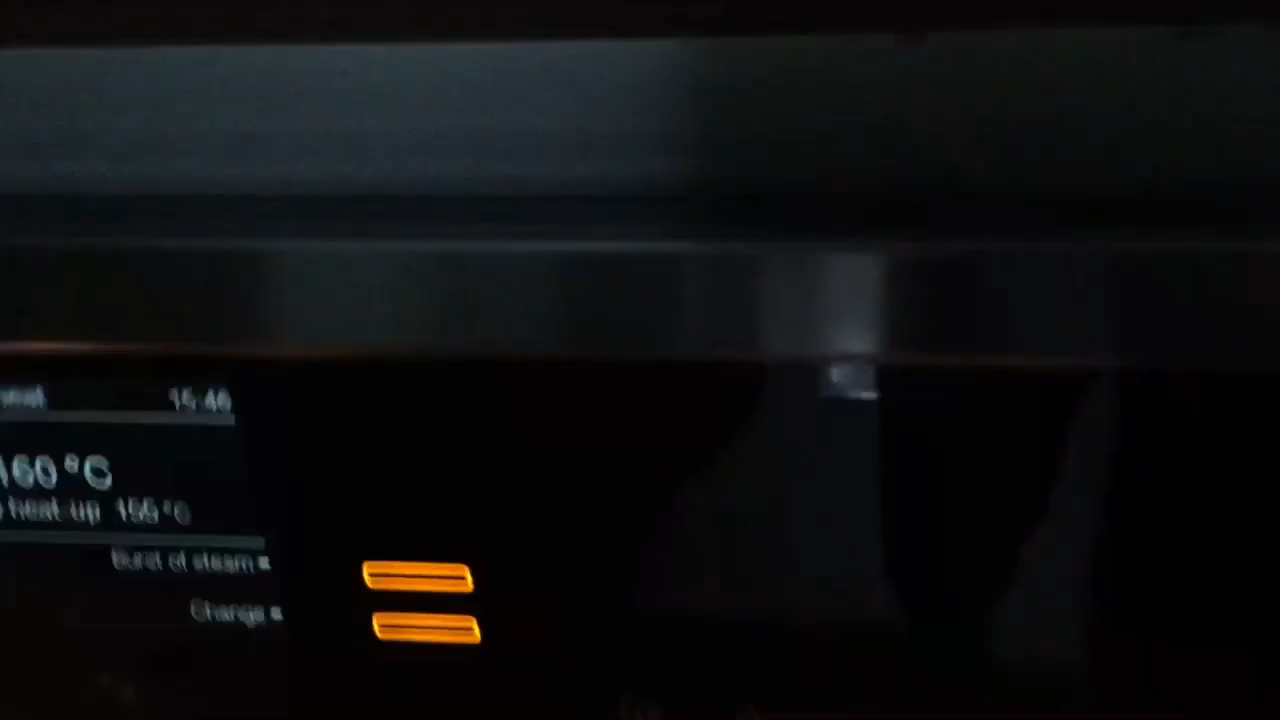 15:46
160 °C
heat up 155 °C
Burst of steam
Change